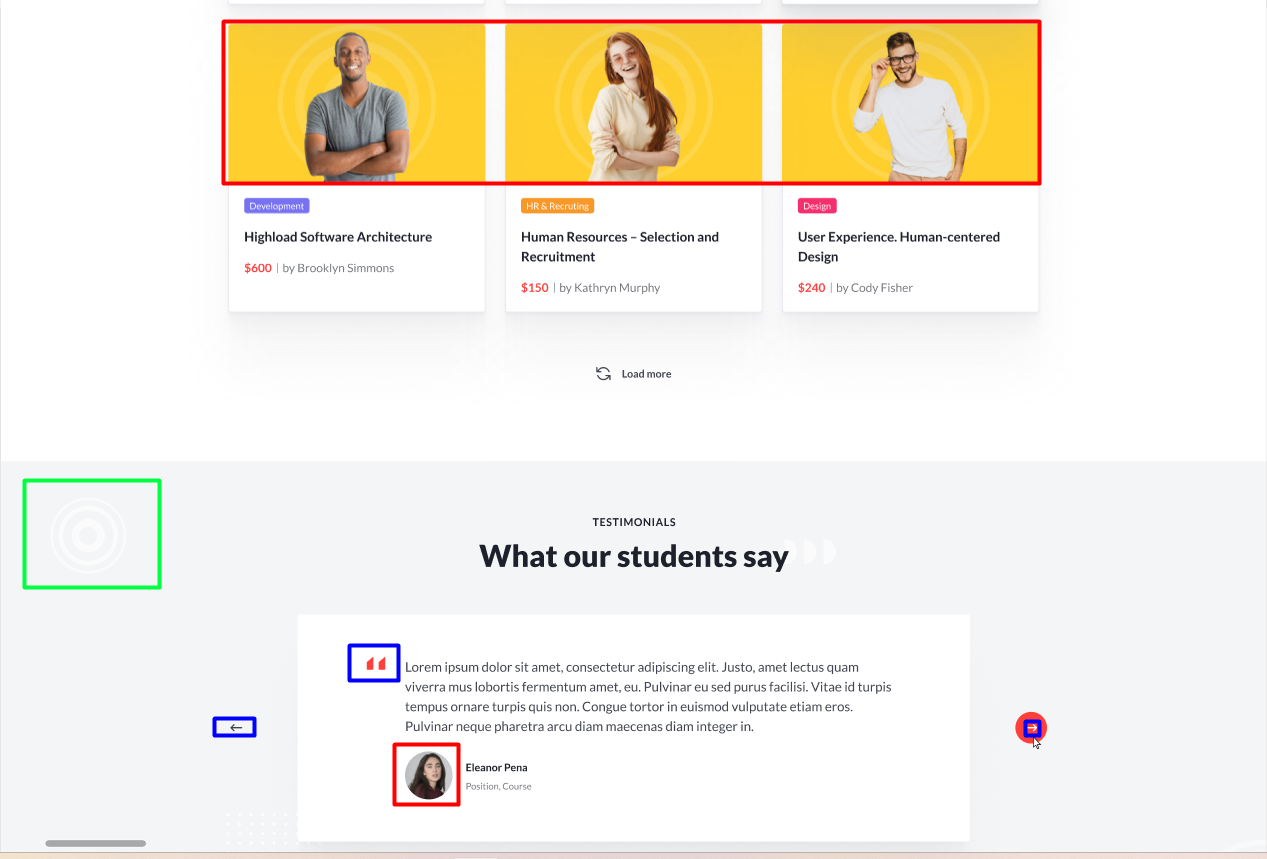 Development
HR & Recruting
Design
Highload Software Architecture
Human Resources – Selection and
Recruitment
User Experience. Human-centered
Design
$600 | by Brooklyn Simmons
$150 | by Kathryn Murphy
$240 | by Cody Fisher
Load more
TESTIMONIALS
What our students say
Lorem ipsum dolor sit amet, consectetur adipiscing elit. Justo, amet lectus quam
viverra mus lobortis fermentum amet, eu. Pulvinar eu sed purus facilisi. Vitae id turpis
tempus ornare turpis quis non. Congue tortor in euismod vulputate etiam eros.
Pulvinar neque pharetra arcu diam maecenas diam integer in.
Eleanor Pena
Position, Course